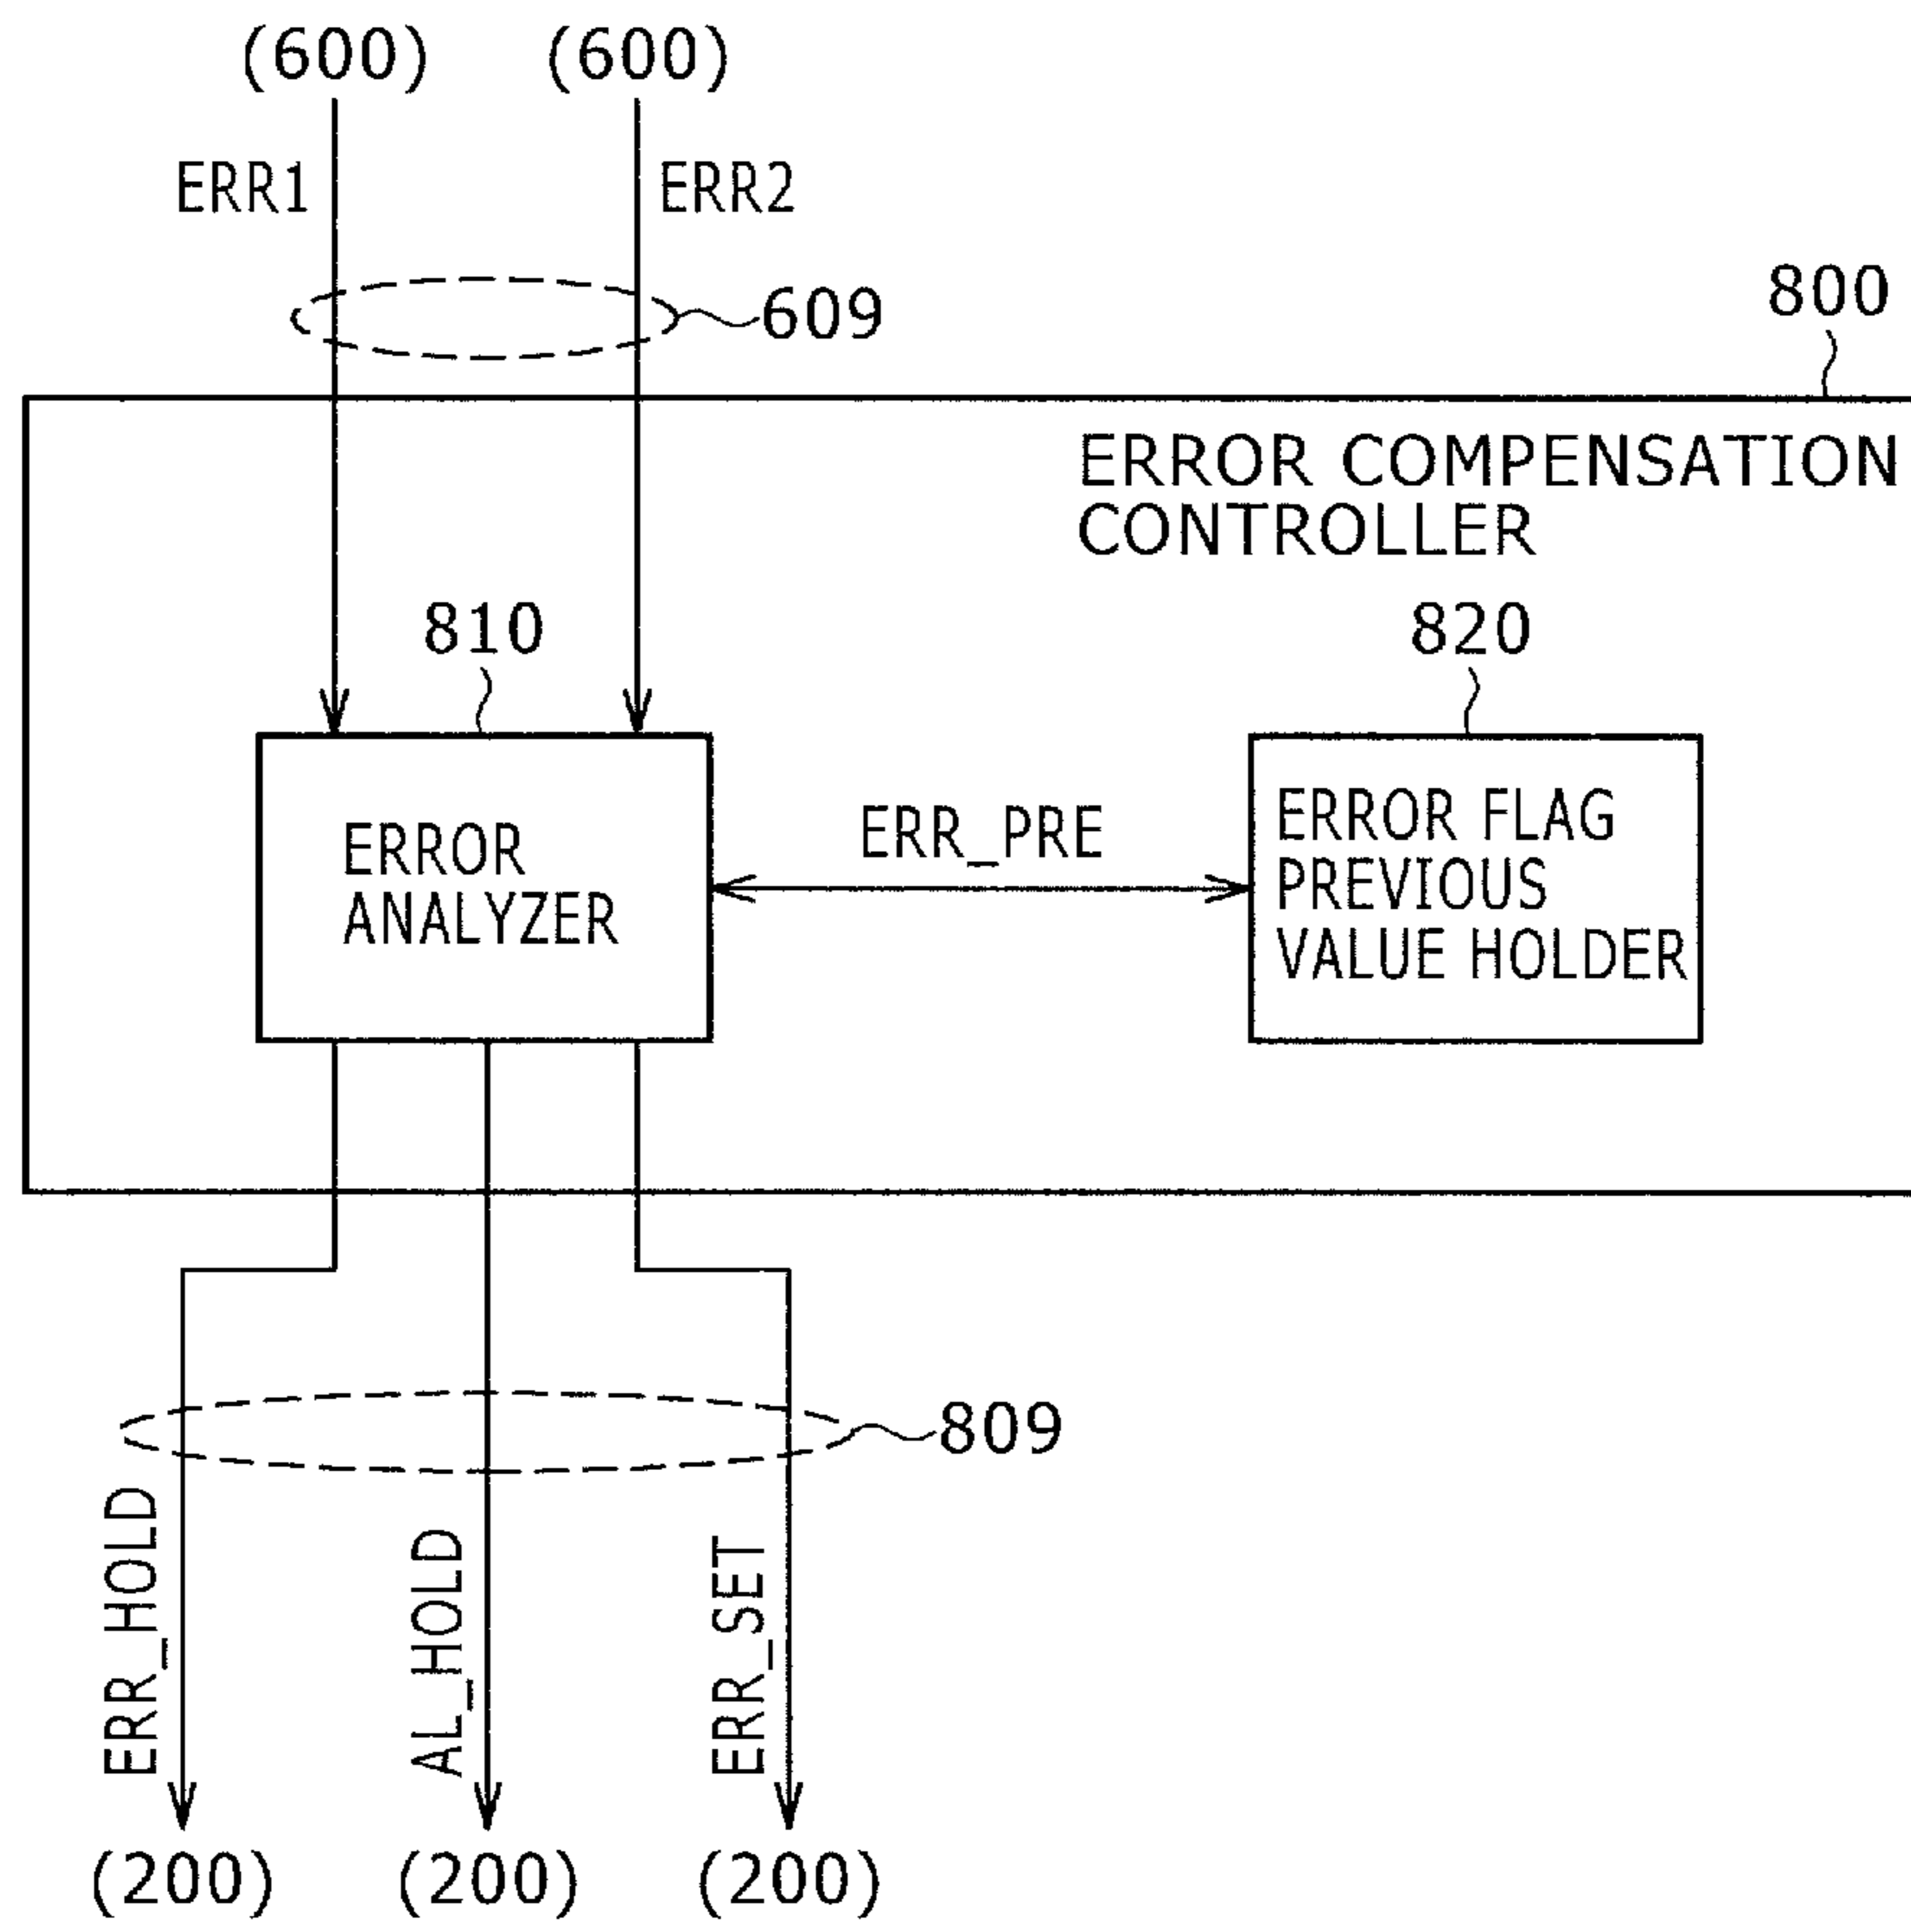 (600) (600)
ERR1 ERR2
609
800
ERROR COMPENSATION
CONTROLLER
810
820
ERROR
ANALYZER
ERR_PRE
ERROR FLAG
PREVIOUS
VALUE HOLDER
809
ERR_HOLD
AL_HOLD
ERR_SET
(200) (200) (200)